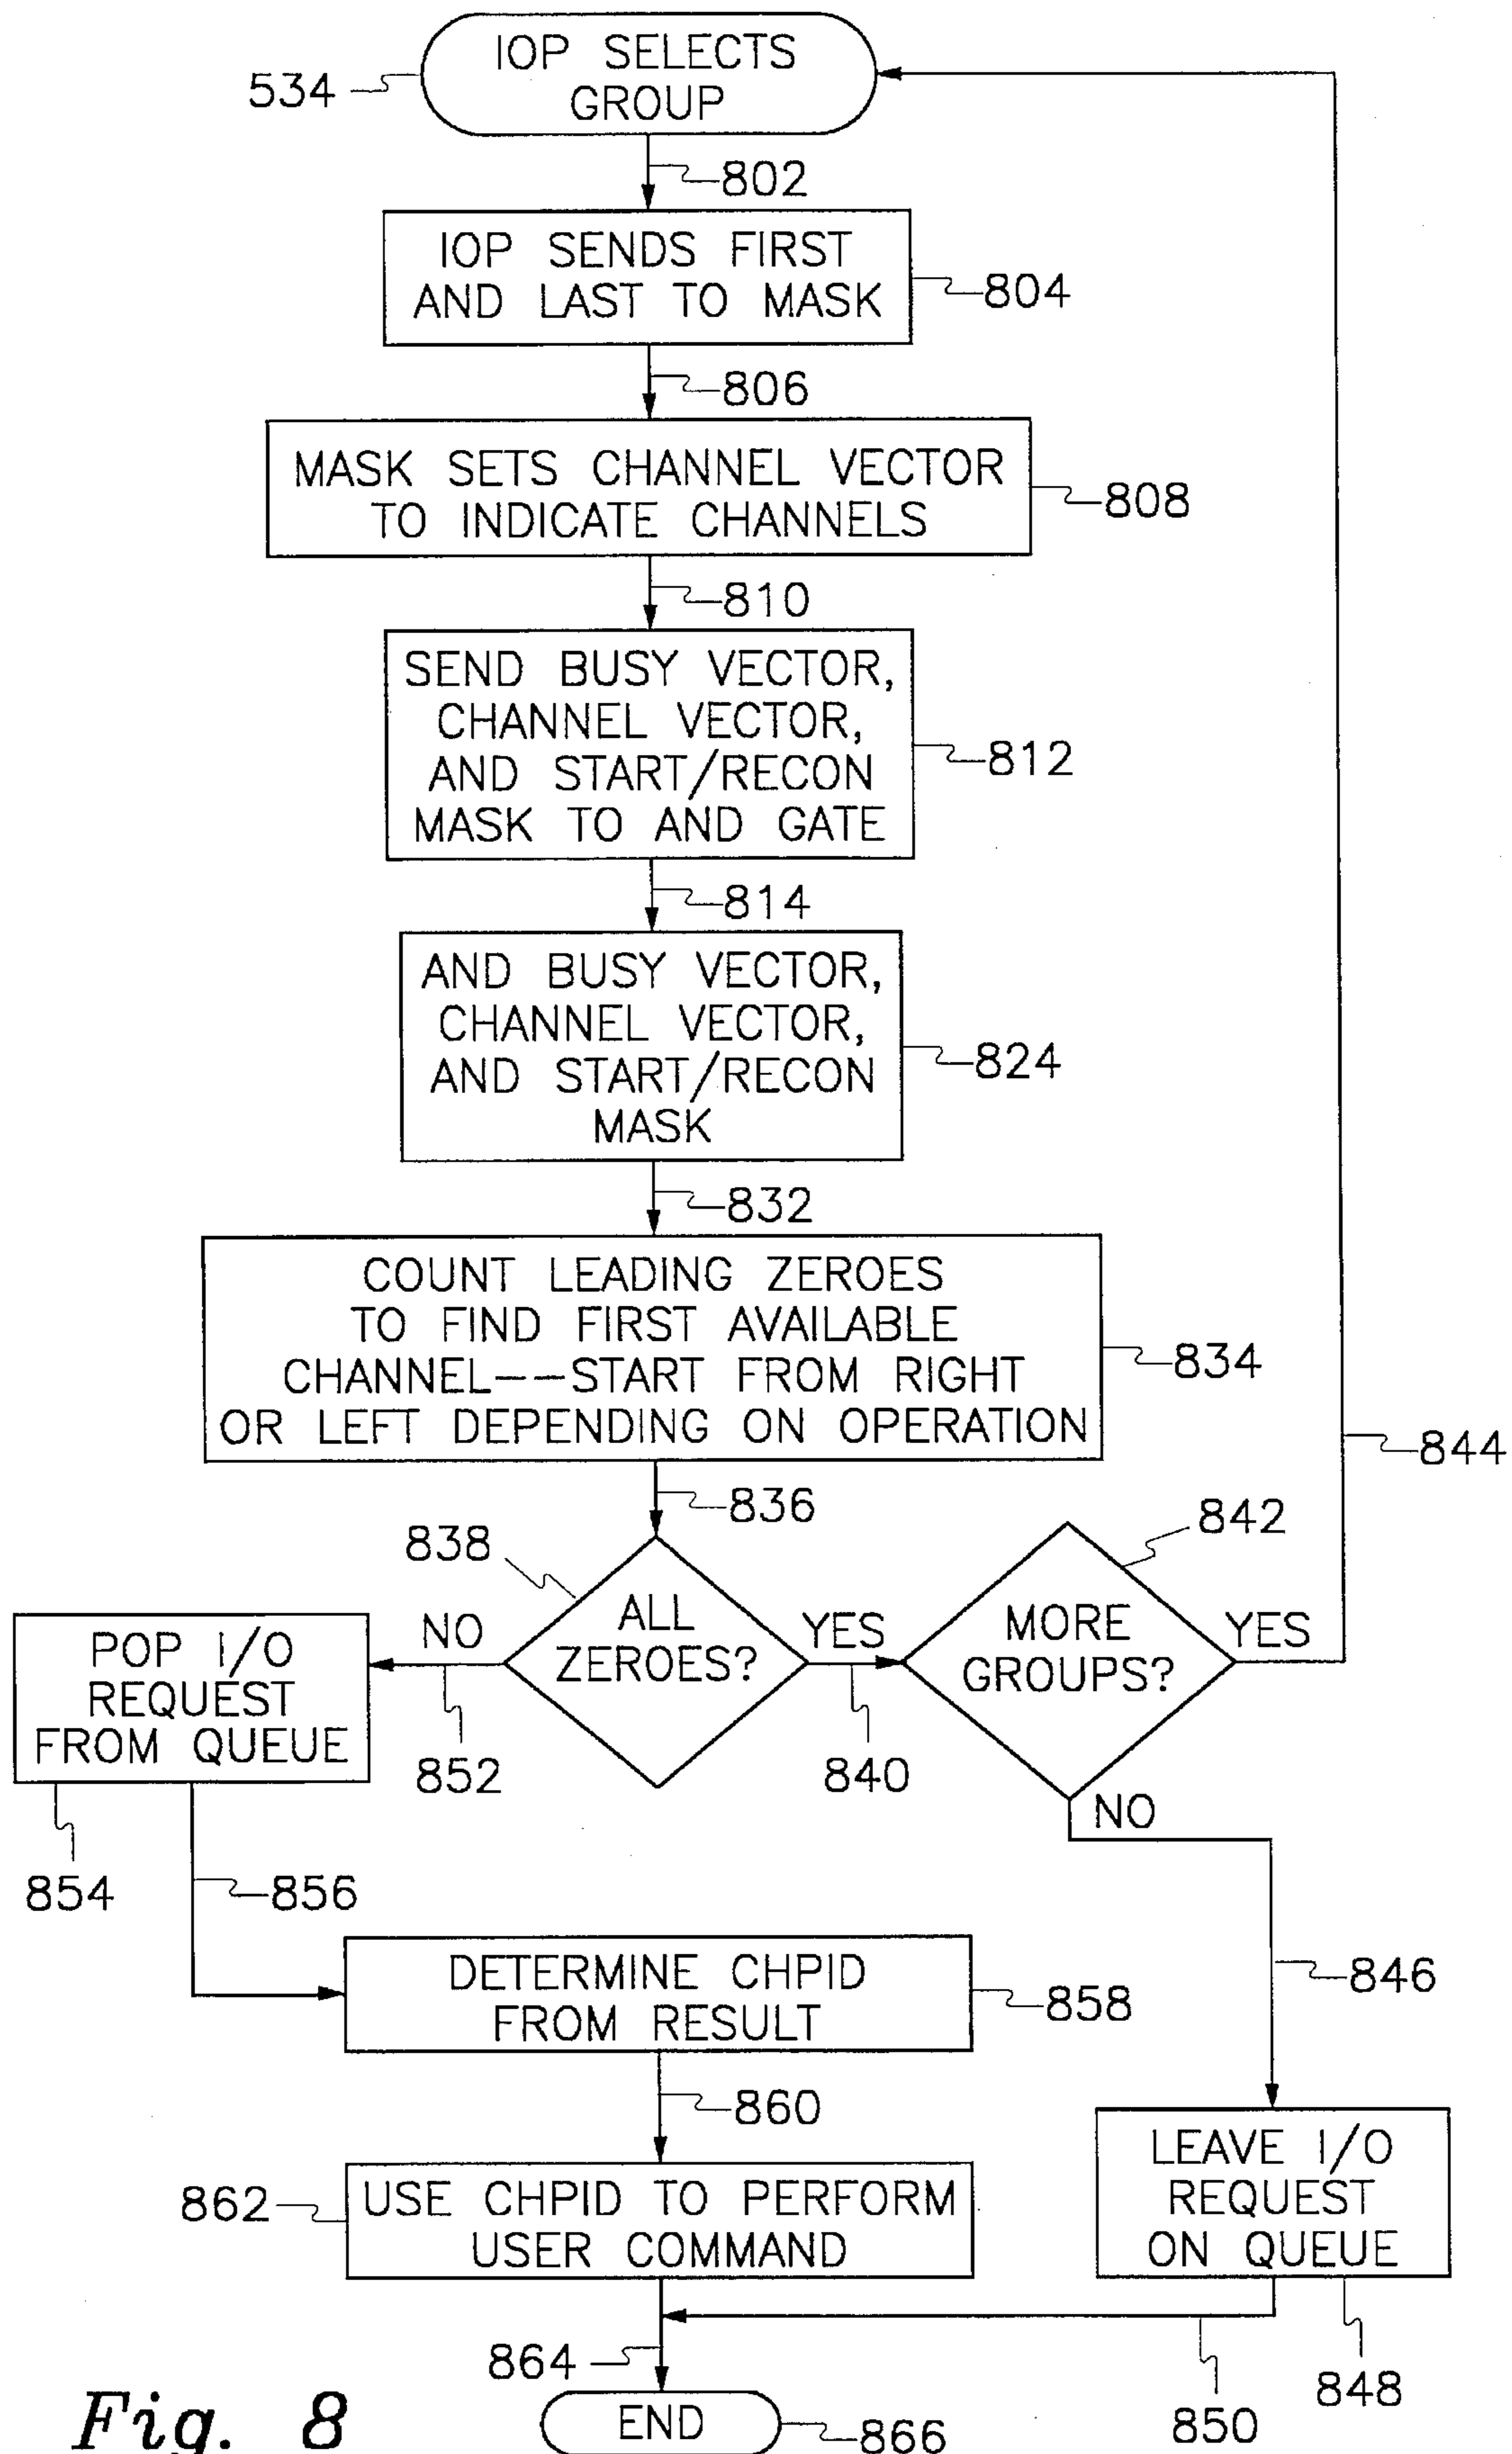 IOP SELECTS
GROUP
534
802
IOP SENDS FIRST
AND LAST TO MASK
804
806
MASK SETS CHANNEL VECTOR
TO INDICATE CHANNELS
808
810
SEND BUSY VECTOR,
CHANNEL VECTOR,
AND START/RECON
MASK TO AND GATE
812
814
AND BUSY VECTOR,
CHANNEL VECTOR,
AND START/RECON
MASK
824
832
COUNT LEADING ZEROES
TO FIND FIRST AVAILABLE
CHANNEL--START FROM RIGHT
OR LEFT DEPENDING ON OPERATION
834
844
836
838
ALL
ZEROES?
NO
852
YES
840
842
MORE
GROUPS?
YES
NO
POP I/O
REQUEST
FROM QUEUE
854
856
846
DETERMINE CHPID
FROM RESULT
858
860
USE CHPID TO PERFORM
USER COMMAND
862
LEAVE I/O
REQUEST
ON QUEUE
848
850
864
END
866
Fig. 8